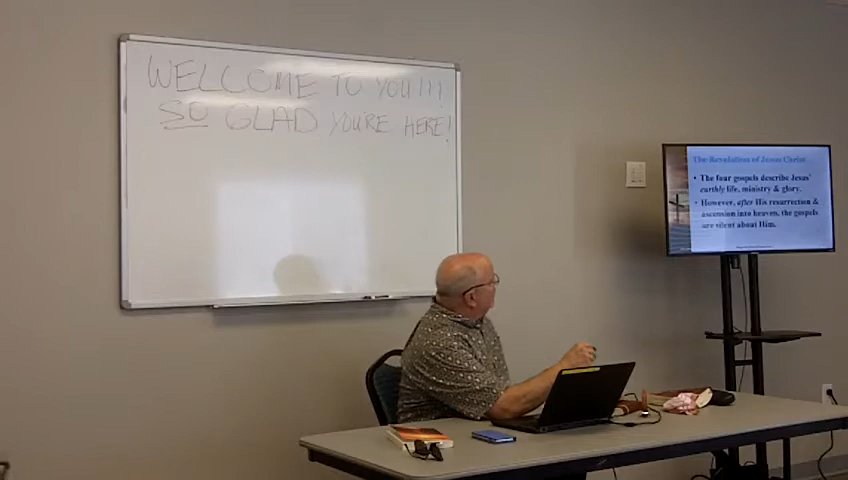 WELCOME TO YOU!!!
SO GLAD YOU'RE HERE!
The Revelation of Jesus Christ
• The four gospels describe Jesus'
earthly life, ministry & glory.
• However, after His resurrection &
ascension into heaven, the gospels
are silent about Him.